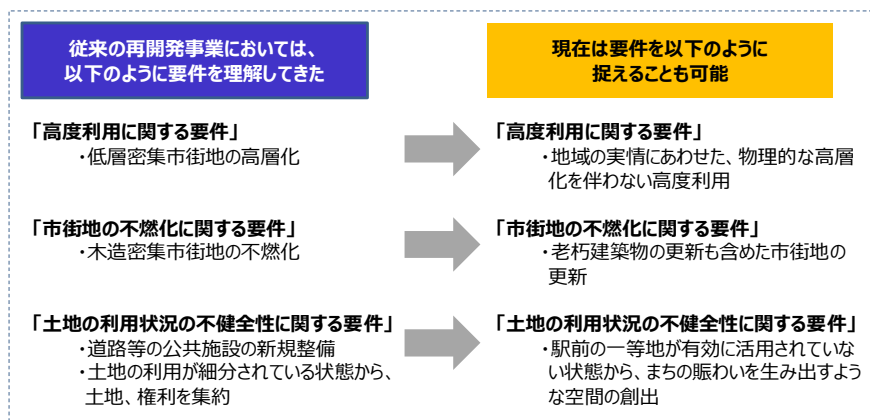 従来の再開発事業においては、
以下のように要件を理解してきた
現在は要件を以下のように
捉えることも可能
「高度利用に関する要件」
・低層密集市街地の高層化
「高度利用に関する要件」
・地域の実情にあわせた、物理的な高層
化を伴わない高度利用
「市街地の不燃化に関する要件」
・木造密集市街地の不燃化
「市街地の不燃化に関する要件」
・老朽建築物の更新も含めた市街地の
更新
「土地の利用状況の不健全性に関する要件」
・道路等の公共施設の新規整備
・土地の利用が細分されている状態から、
土地、権利を集約
「土地の利用状況の不健全性に関する要件」
・駅前の一等地が有効に活用されていな
い状態から、まちの賑わいを生み出すよう
な空間の創出